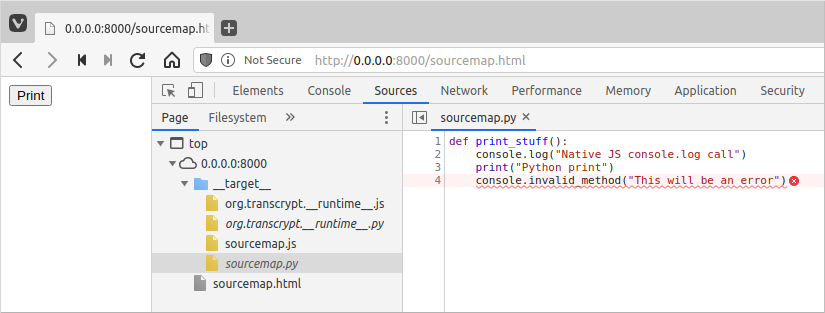 0.0.0.0:8000/sourcemap.ht
Not Secure http://0.0.0.0:8000/sourcemap.html
Print
Elements Console Sources Network Performance Memory Application Security
Page Filesystem »
sourcemap.py ×
top
0.0.0.0:8000
__target__
org.transcrypt.__runtime__.js
org.transcrypt.__runtime__.py
sourcemap.js
sourcemap.py
sourcemap.html
1 def print_stuff():
2 console.log("Native JS console.log call")
3 print("Python print")
4 console.invalid_method("This will be an error")